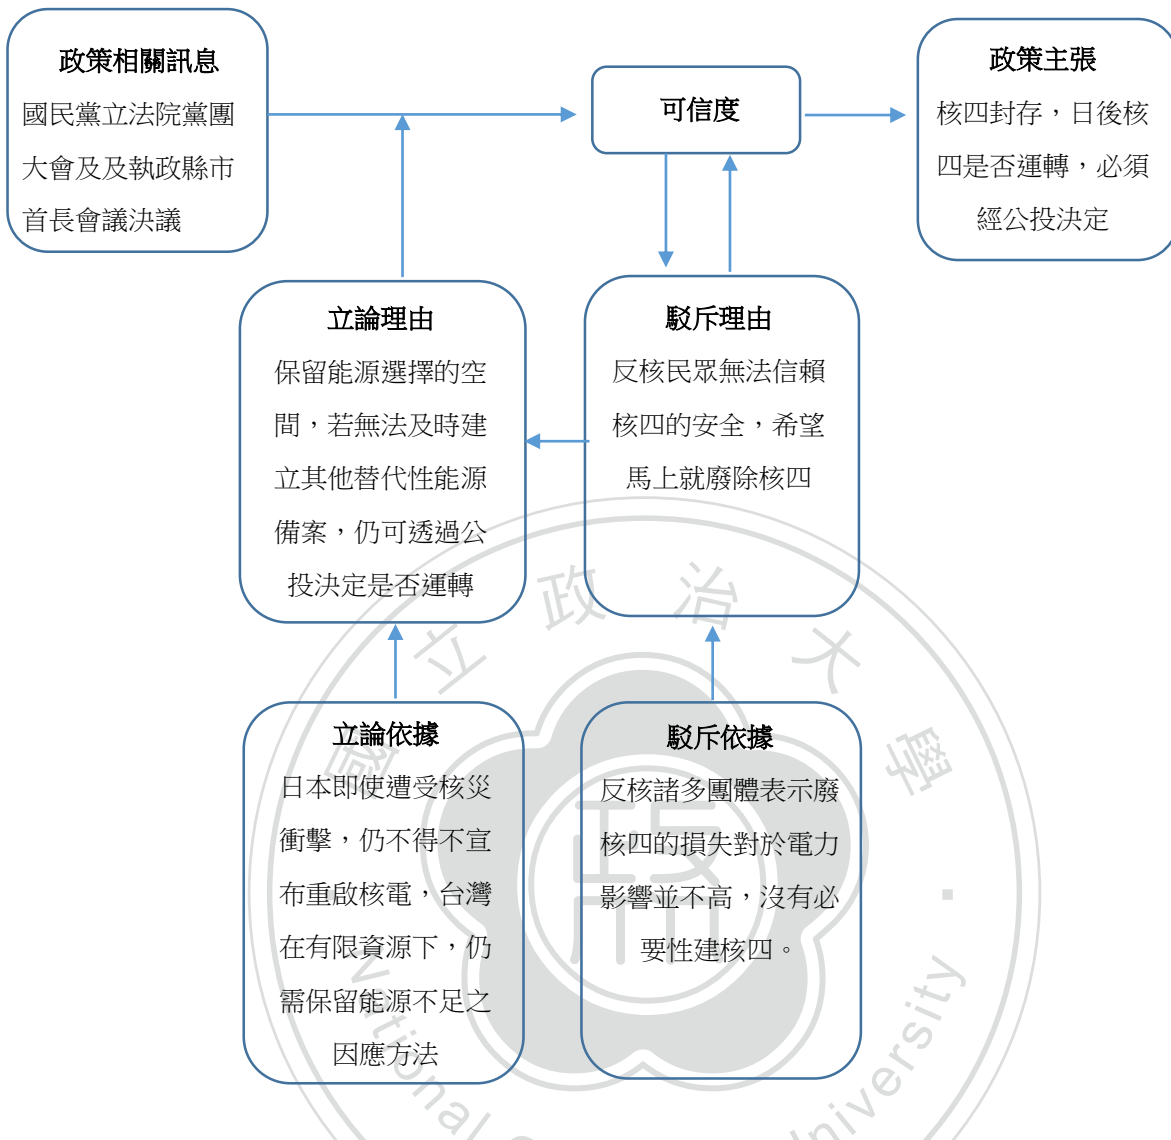 政策相關訊息
國民黨立法院黨團
大會及及執政縣市
首長會議決議
可信度
政策主張
核四封存，日後核
四是否運轉，必須
經公投決定
立論理由
保留能源選擇的空
間，若無法及時建
立其他替代性能源
備案，仍可透過公
投決定是否運轉
駁斥理由
反核民眾無法信賴
核四的安全，希望
馬上就廢除核四
立論依據
日本即使遭受核災
衝擊，仍不得不宣
布重啟核電，台灣
在有限資源下，仍
需保留能源不足之
因應方法
駁斥依據
反核諸多團體表示廢
核四的損失對於電力
影響並不高，沒有必
要性建核四。
國立政治大學
National
University